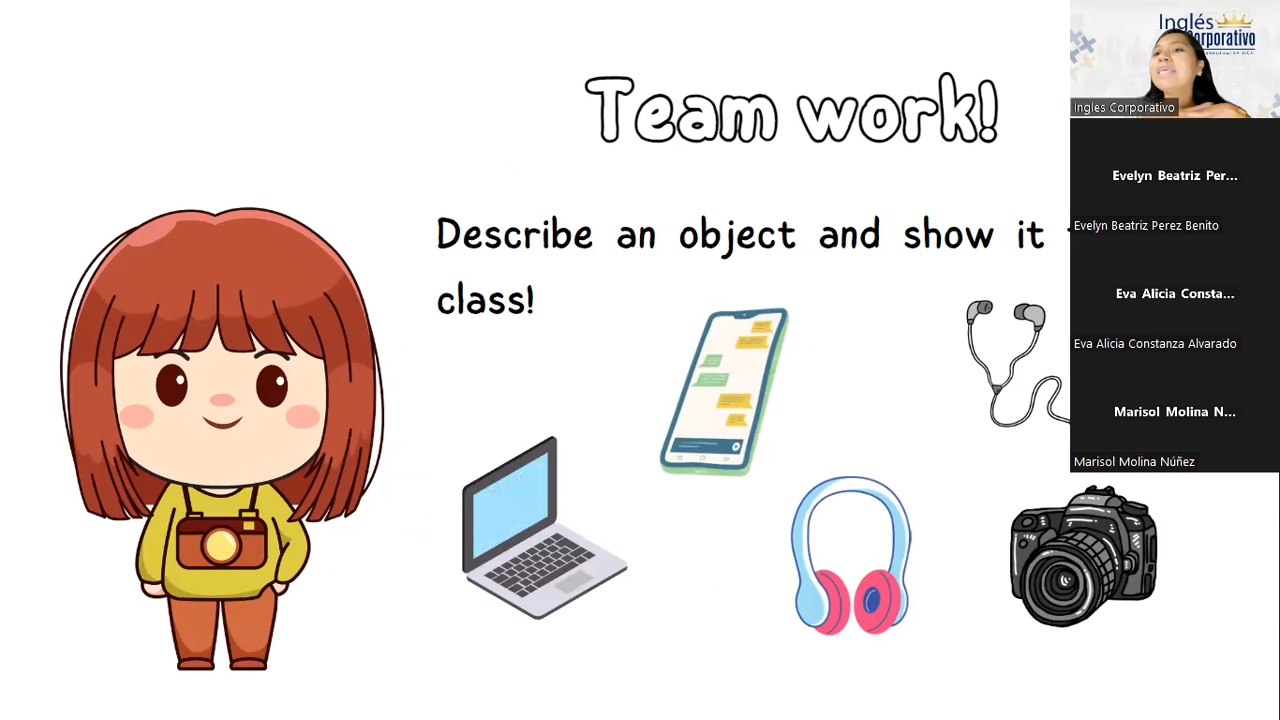 Team work!
Describe an object and show it
class!
Inglés
Corporativo
Ingles Corporativo
Evelyn Beatriz Per...
Evelyn Beatriz Perez Benito
Eva Alicia Consta...
Eva Alicia Constanza Alvarado
Marisol Molina N...
Marisol Molina Núñez